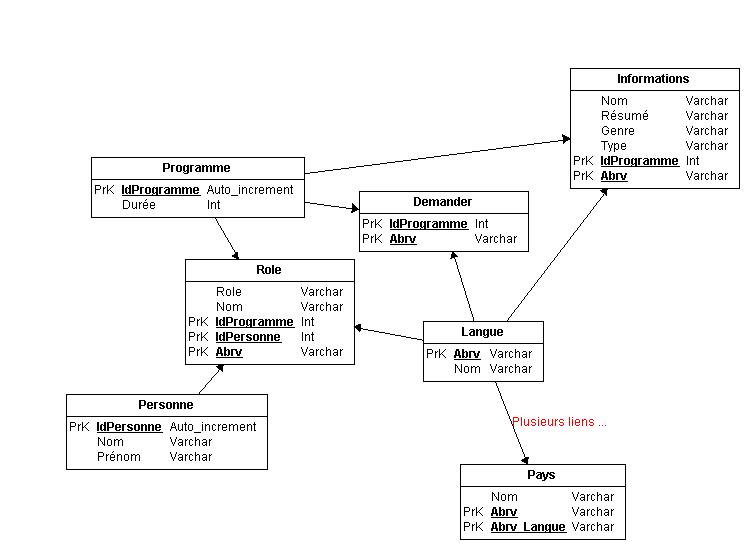 Informations
Nom Varchar
Résumé Varchar
Genre Varchar
Type Varchar
PrK IdProgramme Int
PrK Abrv Varchar
Programme
PrK IdProgramme Auto_increment
Durée Int
Demander
PrK IdProgramme Int
PrK Abrv Varchar
Role
Role Varchar
Nom Varchar
PrK IdProgramme Int
PrK IdPersonne Int
PrK Abrv Varchar
Langue
PrK Abrv Varchar
Nom Varchar
Personne
PrK IdPersonne Auto_increment
Nom Varchar
Prénom Varchar
Plusieurs liens ...
Pays
Nom Varchar
PrK Abrv Varchar
PrK Abrv_Langue Varchar